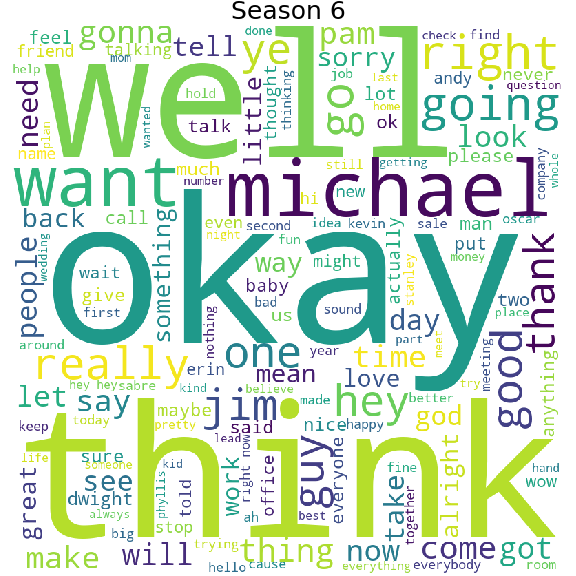 Season 6
feel
gonna
tell
ye
pam
right
check
find
friend
talking
done
sorry
never
mom
help
well
job
last
andy
question
need
hold
little
thought
thinking
go
lot
home
going
plan
wanted
talk
ok
look
name
want
much
number
michael
hi
still
new
getting
please
company
whole
back
call
something
even
second
idea
kevin
actually
sale
man
oscar
people
wedding
wait
give
first
night
fun
way
might
baby
bad
us
sound
okay
stanley
put
money
day
two
place
thank
around
nothing
year
part
meet
really
one
time
good
meeting
hey hey
sabre
erin
kind
mean
believe
love
try
anything
let
say
maybe
jim
made
hey
better
keep
today
pretty
said
nice
happy
god
life
sure
someone
kid
lead
guy
everyone
alright
think
great
see
dwight
always
phyllis
told
work
right now
office
best
take
fine
together
hand
wow
big
stop
ah
make
will
trying
thing
now
come
got
hello
cause
everything
everybody
room